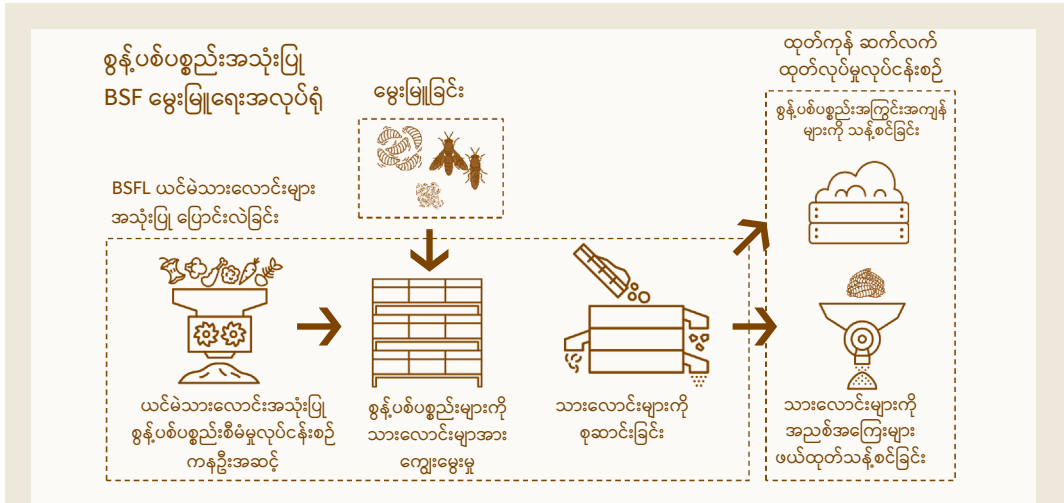 စွန့်ပစ်ပစ္စည်းအသုံးပြု
BSF မွေးမြူရေးအလုပ်ရုံ
မွေးမြူခြင်း
ထုတ်ကုန် ဆက်လက်
ထုတ်လုပ်မှုလုပ်ငန်းစဉ်
စွန့်ပစ်ပစ္စည်းအကြွင်းအကျန်
များကို သန့်စင်ခြင်း
BSFL ယင်မဲသားလောင်းများ
အသုံးပြု ပြောင်းလဲခြင်း
ယင်မဲသားလောင်းအသုံးပြု
စွန့်ပစ်ပစ္စည်းစီမံမှုလုပ်ငန်းစဉ်
ကနဦးအဆင့်
စွန့်ပစ်ပစ္စည်းများကို
သားလောင်းများအား
ကျွေးမွေးမှု
သားလောင်းများကို
စုဆောင်းခြင်း
သားလောင်းများကို
အညစ်အကြေးများ
ဖယ်ထုတ်သန့်စင်ခြင်း